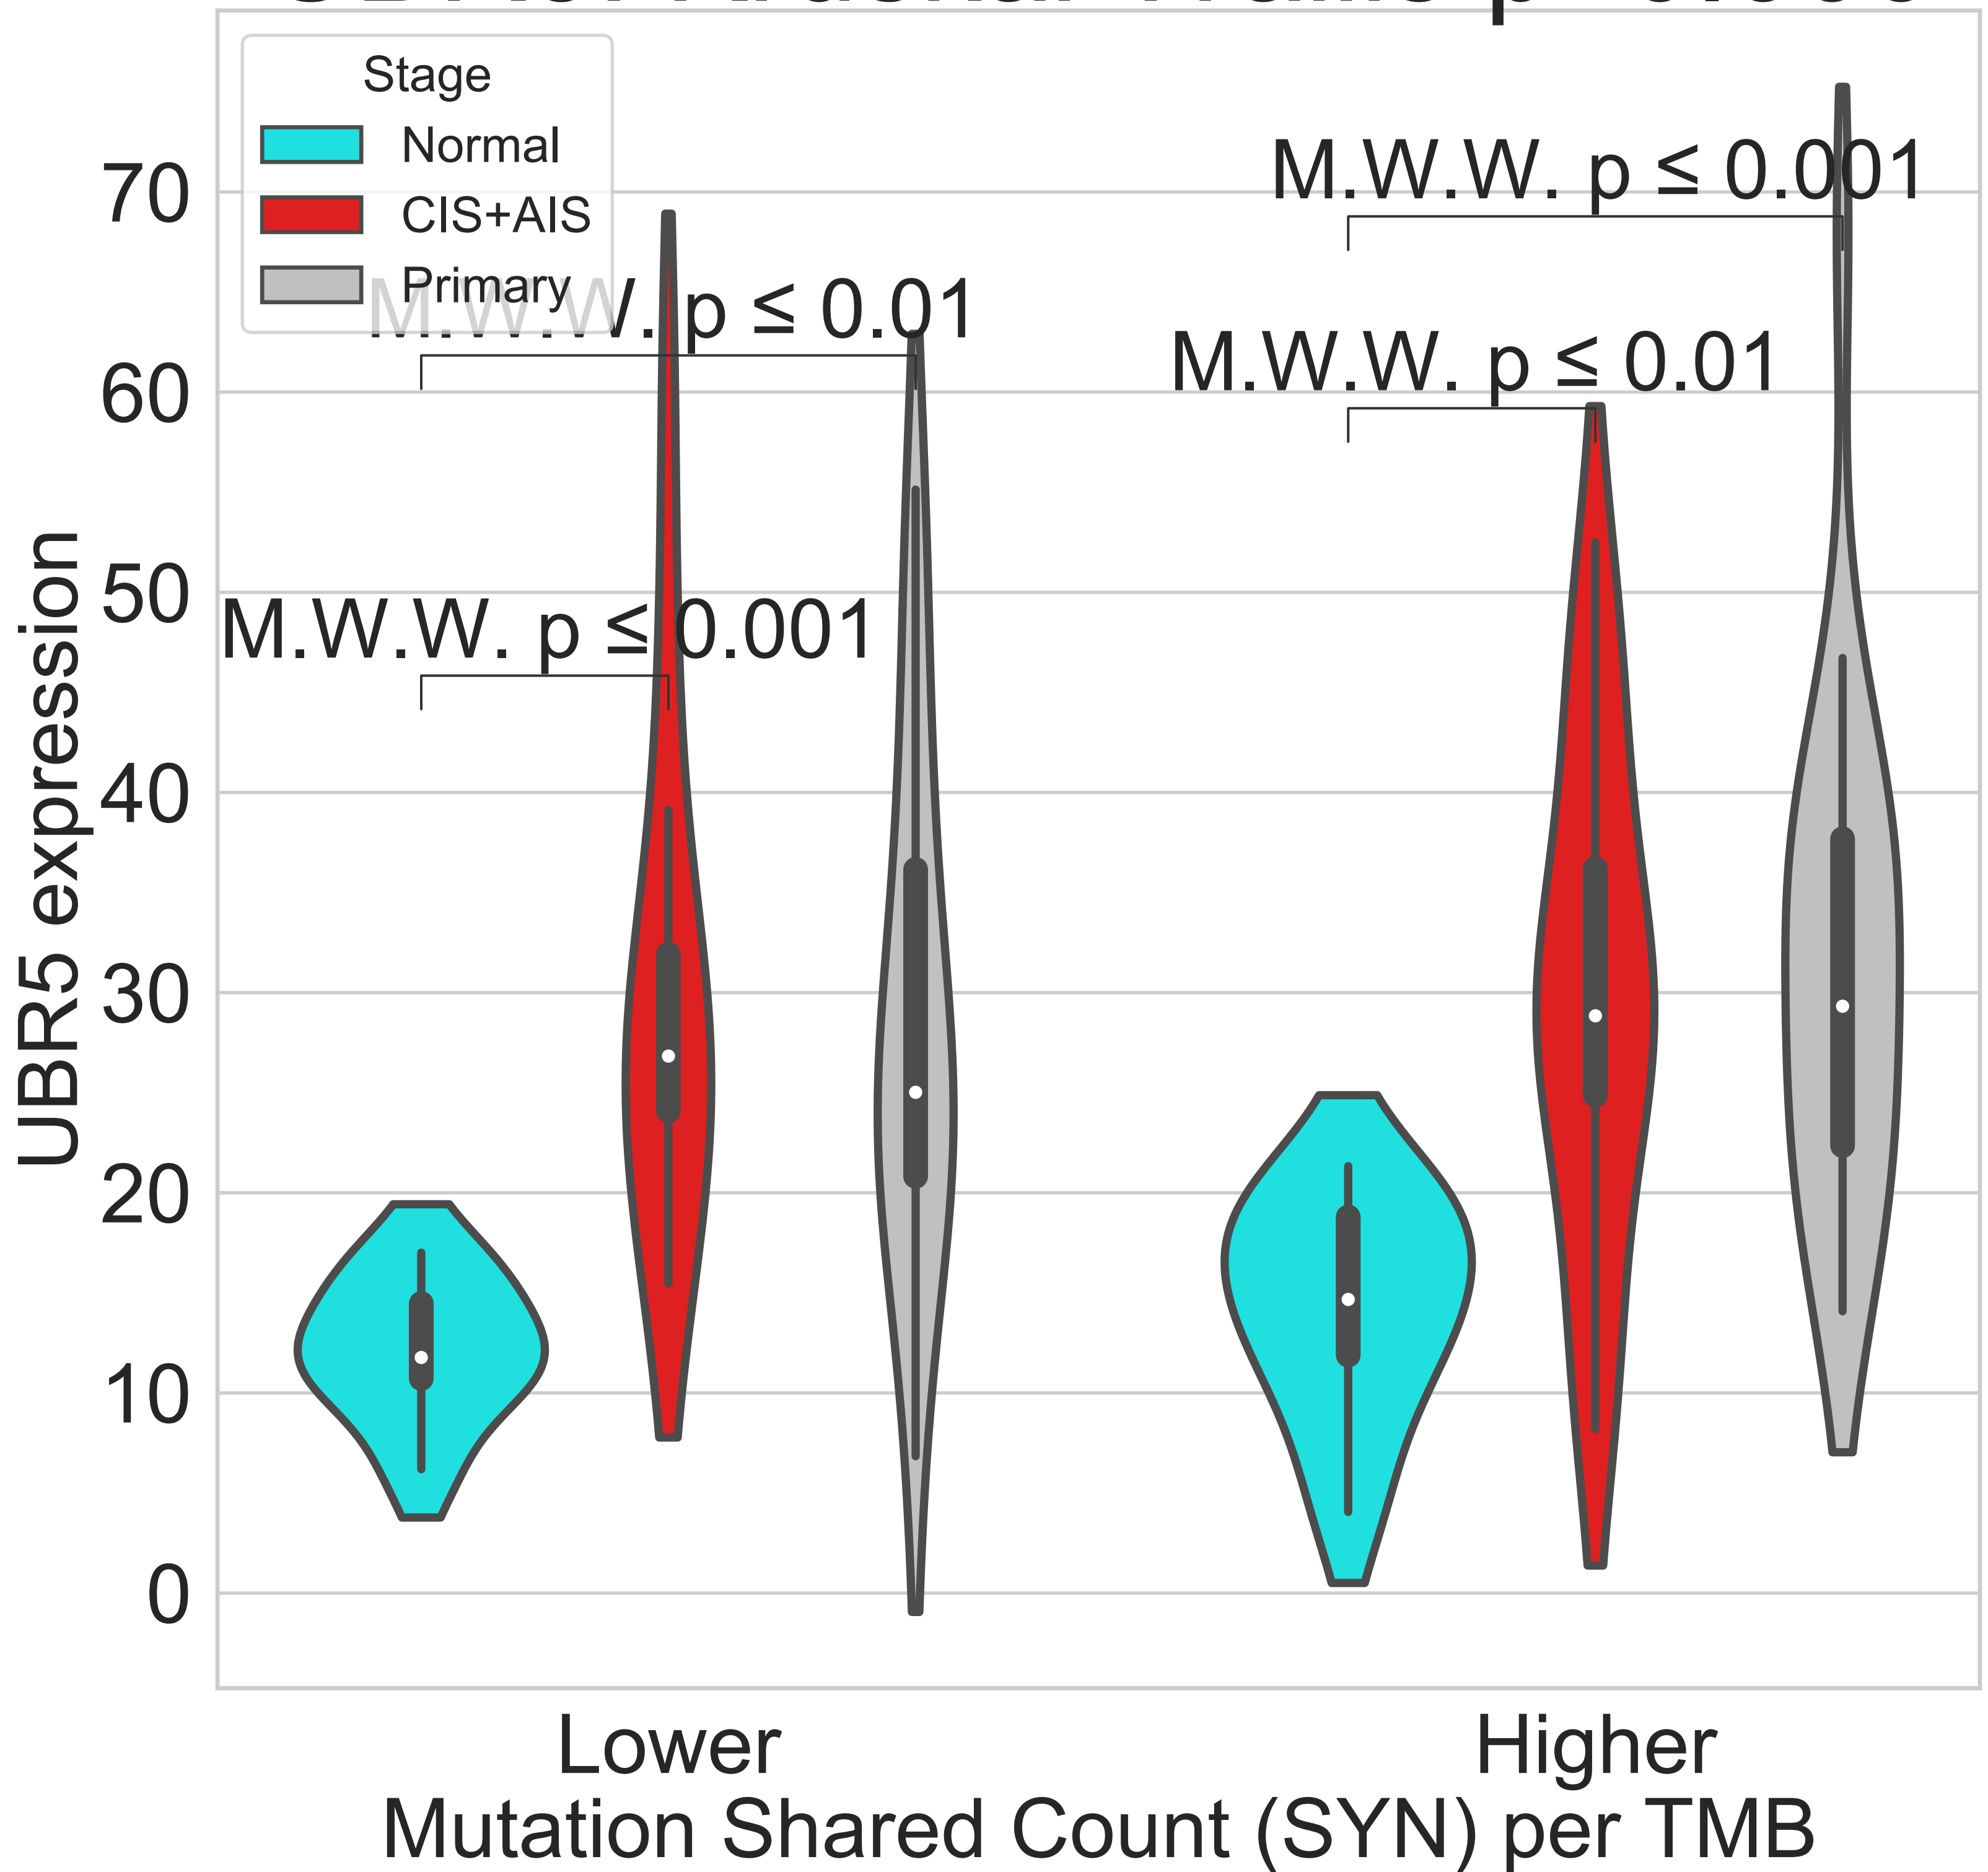 Stage
Normal
CIS+AIS
Primary
M.W.W. p ≤ 0.001
M.W.W. p ≤ 0.01
M.W.W. p ≤ 0.01
M.W.W. p ≤ 0.001
UBR5 expression
70
60
50
40
30
20
10
0
Lower
Higher
Mutation Shared Count (SYN) per TMB